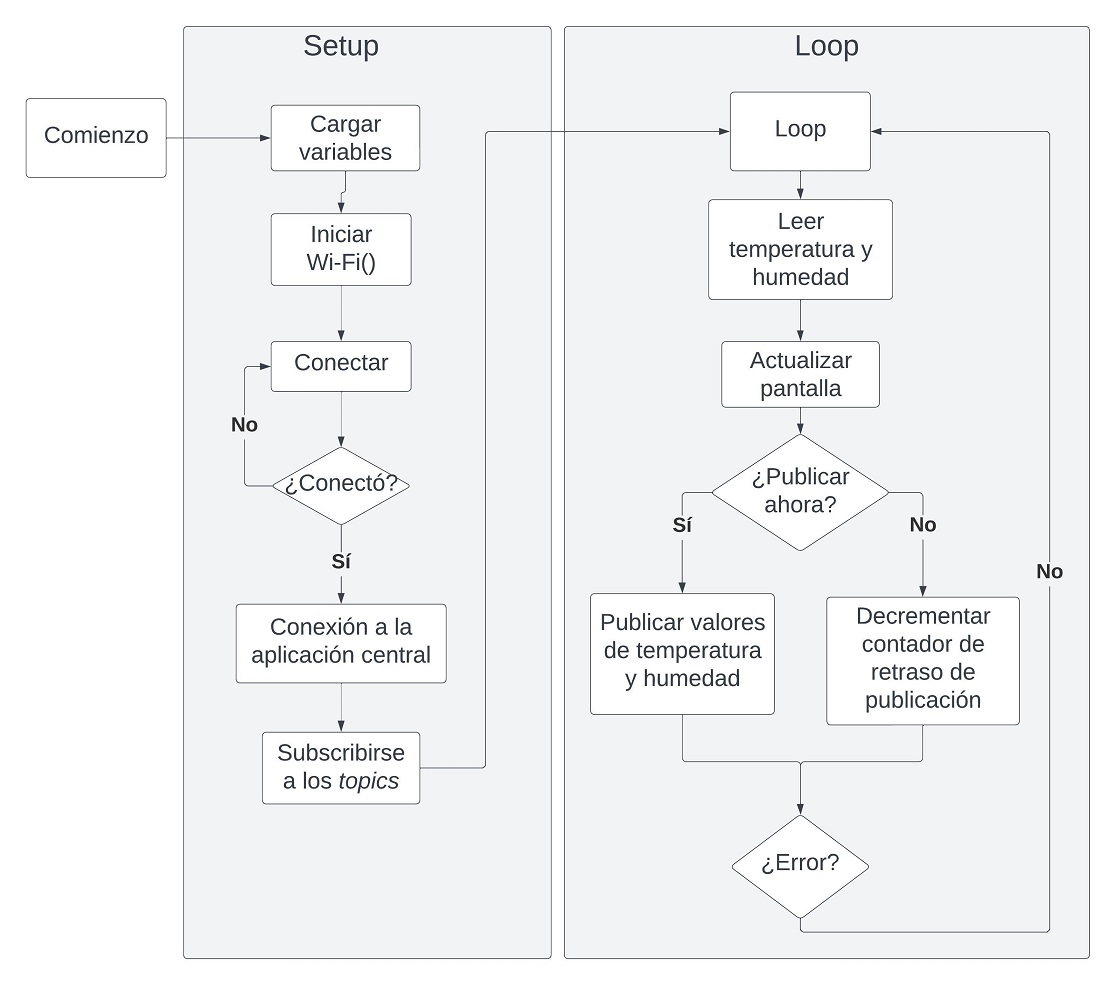 Setup
Comienzo
Cargar
variables
Iniciar
Wi-Fi()
Conectar
No
¿Conectó?
Sí
Conexión a la
aplicación central
Subscribirse
a los topics
Loop
Loop
Leer
temperatura y
humedad
Actualizar
pantalla
¿Publicar
ahora?
Sí
No
Publicar valores
de temperatura
y humedad
Decrementar
contador de
retraso de
publicación
¿Error?
No